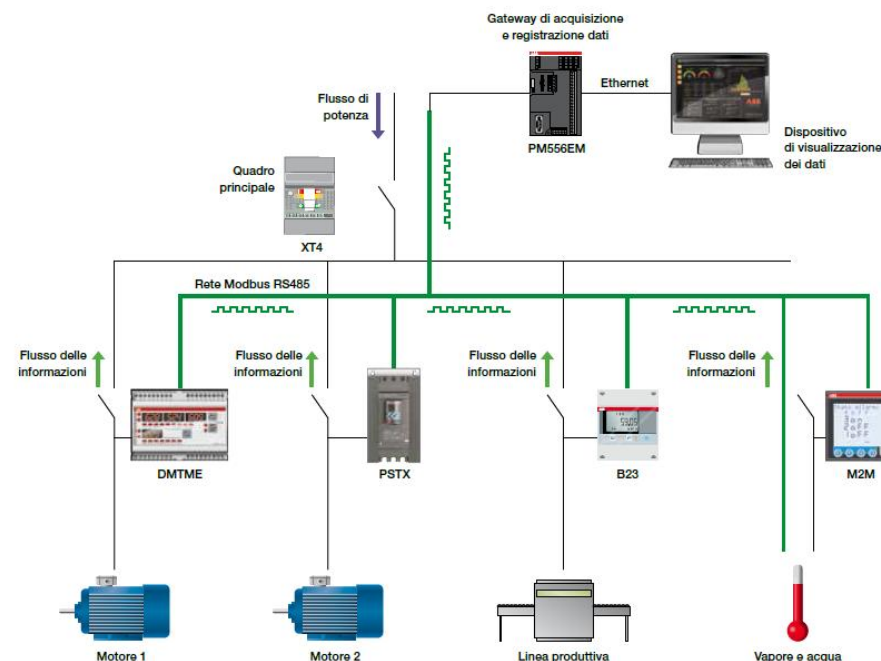 Gateway di acquisizione
e registrazione dati
Ethernet
PM556EM
Dispositivo
di visualizzazione
dei dati
Flusso di
potenza
Quadro
principale
XT4
Rete Modbus RS485
Flusso delle
informazioni
Flusso delle
informazioni
Flusso delle
informazioni
Flusso delle
informazioni
DMTME
PSTX
B23
M2M
Motore 1
Motore 2
Linea produttiva
Vapore e acqua